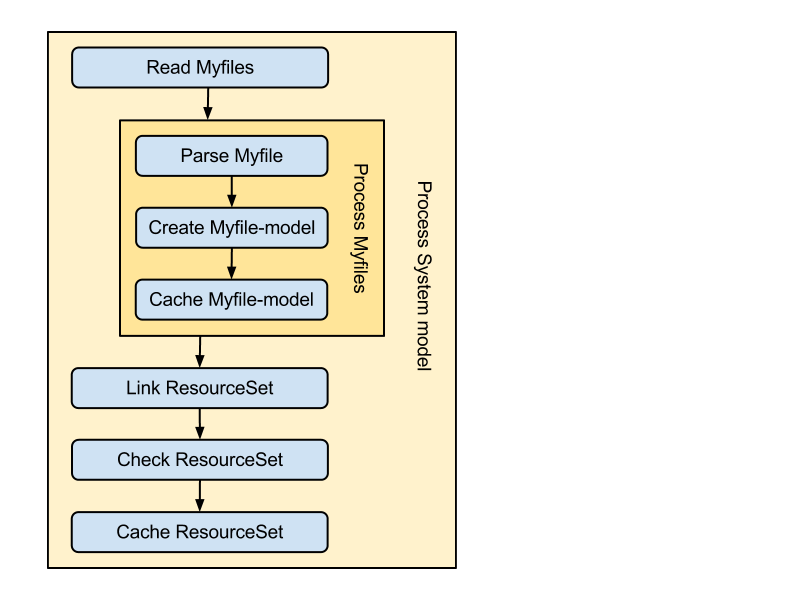 Read Myfiles
Parse Myfile
Create Myfile-model
Cache Myfile-model
Process Myfiles
Process System model
Link ResourceSet
Check ResourceSet
Cache ResourceSet